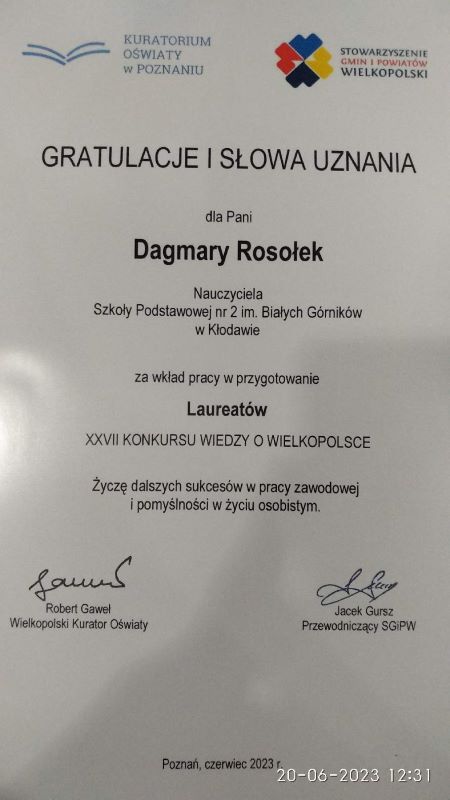 KURATORIUM
OŚWIATY
W POZNANIU
STOWARZYSZENIE
GMIN I POWIATÓW
WIELKOPOLSKI
GRATULACJE I SŁOWA UZNANIA
dla Pani
Dagmary Rosołek
Nauczyciela
Szkoły Podstawowej nr 2 im. Białych Górników
w Kłodawie
za wkład pracy w przygotowanie
Laureatów
XXVII KONKURSU WIEDZY O WIELKOPOLSCE
Życzę dalszych sukcesów w pracy zawodowej
i pomyślności w życiu osobistym.
Robert Gaweł
Wielkopolski Kurator Oświaty
Jacek Gursz
Przewodniczący SGiPW
Poznań, czerwiec 2023 r.
20-06-2023 12:31